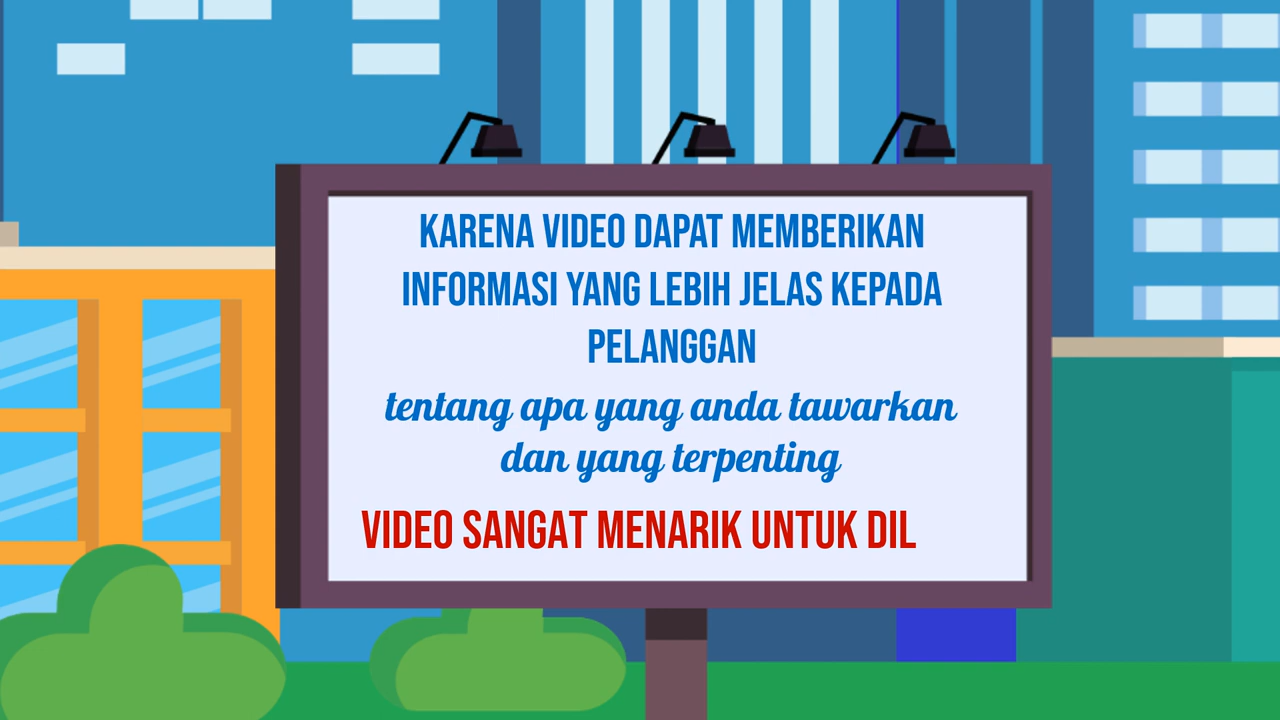 KARENA VIDEO DAPAT MEMBERIKAN
INFORMASI YANG LEBIH JELAS KEPADA
PELANGGAN
tentang apa yang anda tawarkan
dan yang terpenting
VIDEO SANGAT MENARIK UNTUK DIL